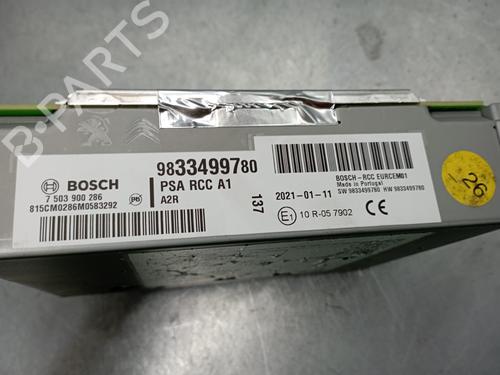 B-PARTS
BOSCH
7 503 900 286
815CM0286M0583292
Pb
9833499780
PSA RCC A1
A2R
137
2021-01-11
E1 10 R-05 7902
BOSCH-RCC EURCEM01
Made in Portugal
SW 9833499780 HW 9833499780
CE
26